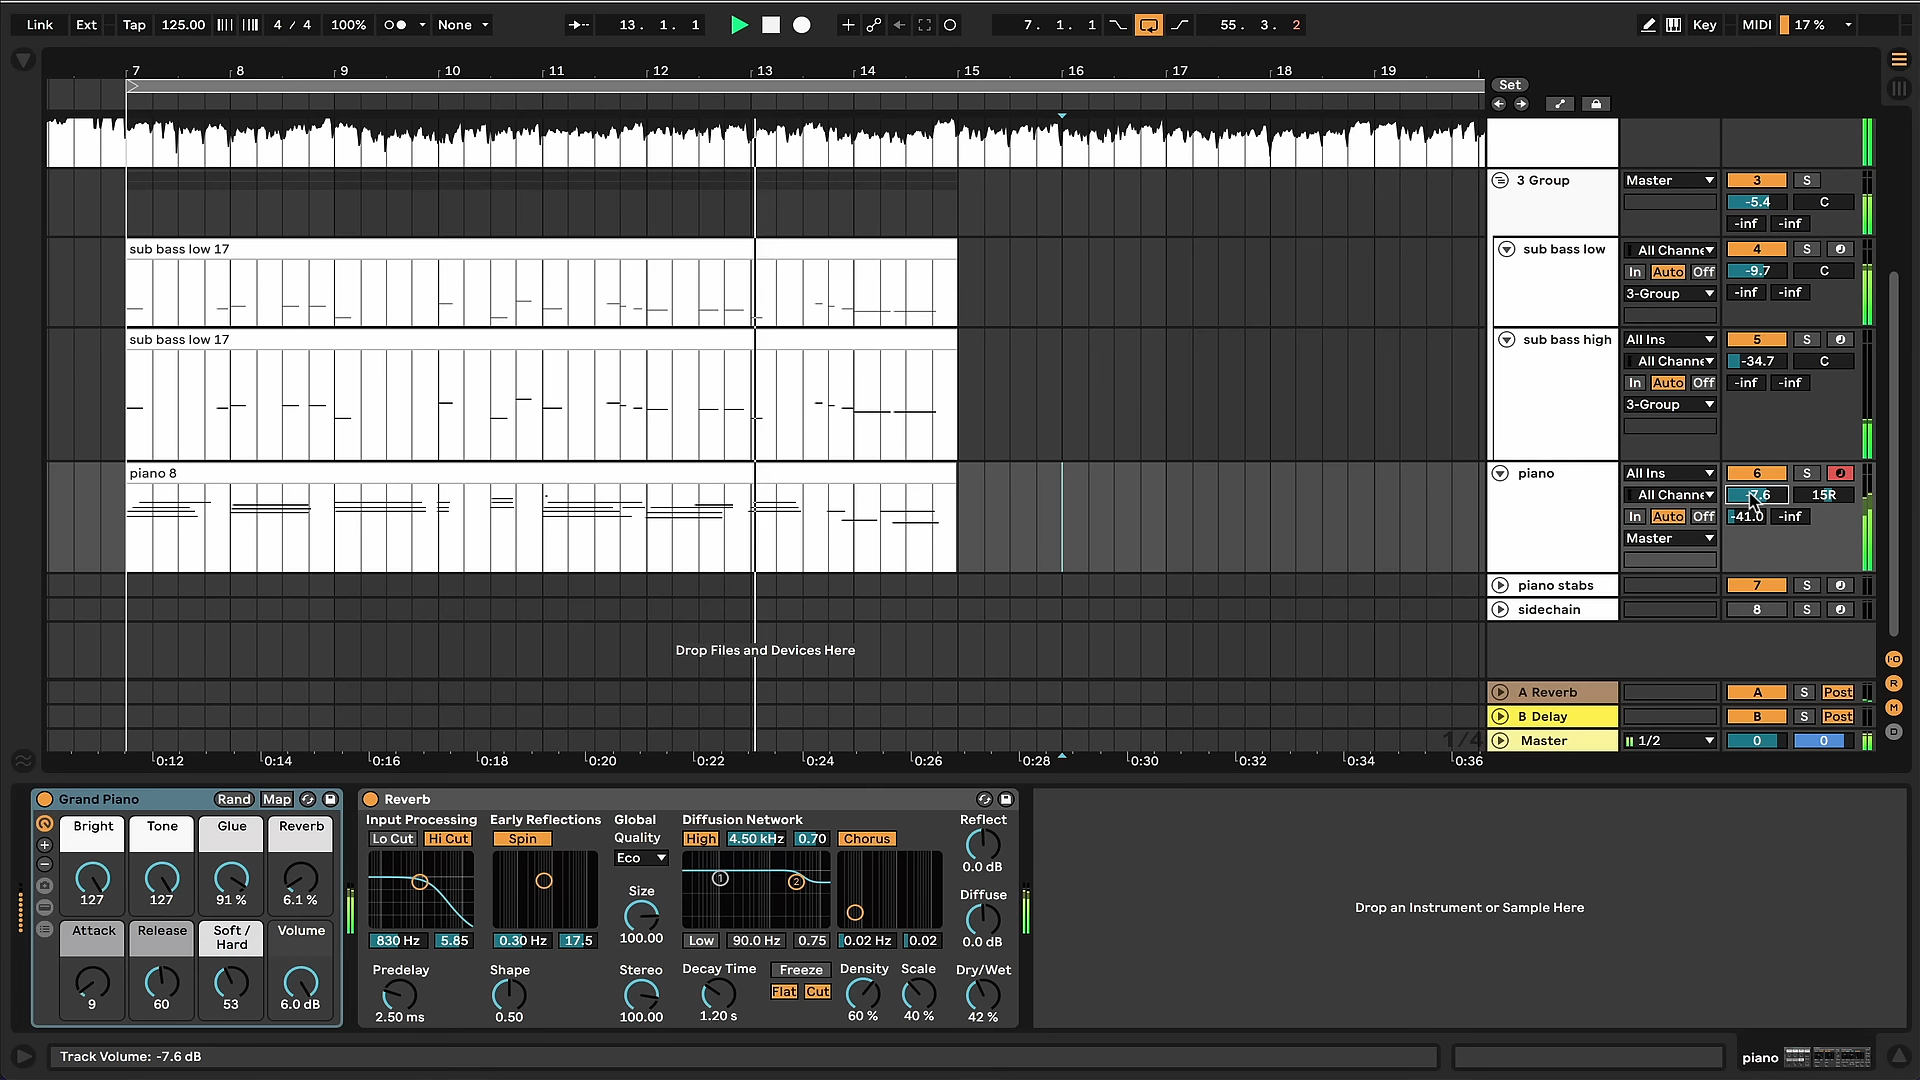 Link Ext Tap 125.00 4 / 4 100% None 13. 1. 1 7. 1. 1 55. 3. 2 Key MIDI 17 %
7 8 9 10 11 12 13 14 15 16 17 18 19
Set
3 Group Master 3 S
-5.4 C
-inf -inf
sub bass low 17 sub bass low All Channe 4 S
In Auto Off -9.7 C
3-Group -inf -inf
sub bass low 17 sub bass high All Ins 5 S
All Channe -34.7 C
In Auto Off -inf -inf
3-Group
piano 8 piano All Ins 6 S
All Channe -7.6 15R
In Auto Off -41.0 -inf
Master
piano stabs 7 S
sidechain 8 S
Drop Files and Devices Here
A Reverb A S Post
B Delay B S Post
1/4 Master 1/2 0 0
0:12 0:14 0:16 0:18 0:20 0:22 0:24 0:26 0:28 0:30 0:32 0:34 0:36
I·O
R
M
D
Grand Piano Rand Map
Bright Tone Glue Reverb
127 127 91 % 6.1 %
Attack Release Soft / Hard Volume
9 60 53 6.0 dB
Reverb
Input Processing Early Reflections Global Diffusion Network Reflect
Lo Cut Hi Cut Spin Quality High 4.50 kHz 0.70 Chorus
Eco 0.0 dB
1 2
Size Diffuse
100.00 0.0 dB
830 Hz 5.85 0.30 Hz 17.5 Low 90.0 Hz 0.75 0.02 Hz 0.02
Predelay Shape Stereo Decay Time Freeze Density Scale Dry/Wet
Flat Cut
2.50 ms 0.50 100.00 1.20 s 60 % 40 % 42 %
Drop an Instrument or Sample Here
Track Volume: -7.6 dB piano